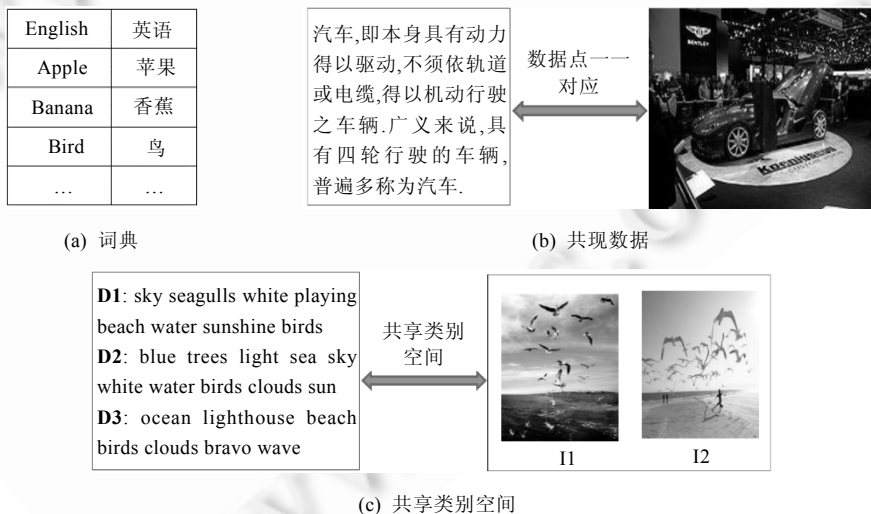 English 英语
Apple 苹果
Banana 香蕉
Bird 鸟
… …
(a) 词典
汽车,即本身具有动力
得以驱动,不须依轨道
或电缆,得以机动行驶
之车辆.广义来说,具
有四轮行驶的车辆,
普遍多称为汽车.
数据点一一
对应
BENTLEY
(b) 共现数据
D1: sky seagulls white playing
beach water sunshine birds
D2: blue trees light sea sky
white water birds clouds sun
D3: ocean lighthouse beach
birds clouds bravo wave
共享类别
空间
I1
I2
(c) 共享类别空间